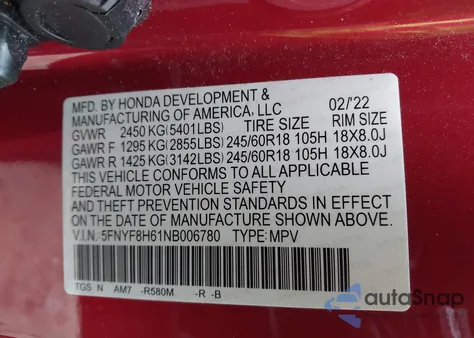 MFD. BY HONDA DEVELOPMENT &
MANUFACTURING OF AMERICA, LLC 02/'22
GVWR 2450 KG(5401LBS) TIRE SIZE RIM SIZE
GAWR F 1295 KG(2855LBS) 245/60R18 105H 18X8.0J
GAWR R 1425 KG(3142LBS) 245/60R18 105H 18X8.0J
THIS VEHICLE CONFORMS TO ALL APPLICABLE
FEDERAL MOTOR VEHICLE SAFETY
AND THEFT PREVENTION STANDARDS IN EFFECT
ON THE DATE OF MANUFACTURE SHOWN ABOVE.
V.I.N.: 5FNYF8H61NB006780 TYPE: MPV
TGS N AM7 -R580M -R -B
autoSnap